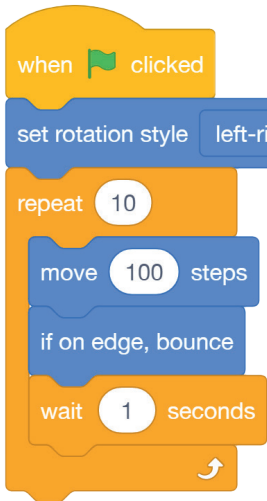 when clicked
set rotation style left-ri
repeat 10
move 100 steps
if on edge, bounce
wait 1 seconds